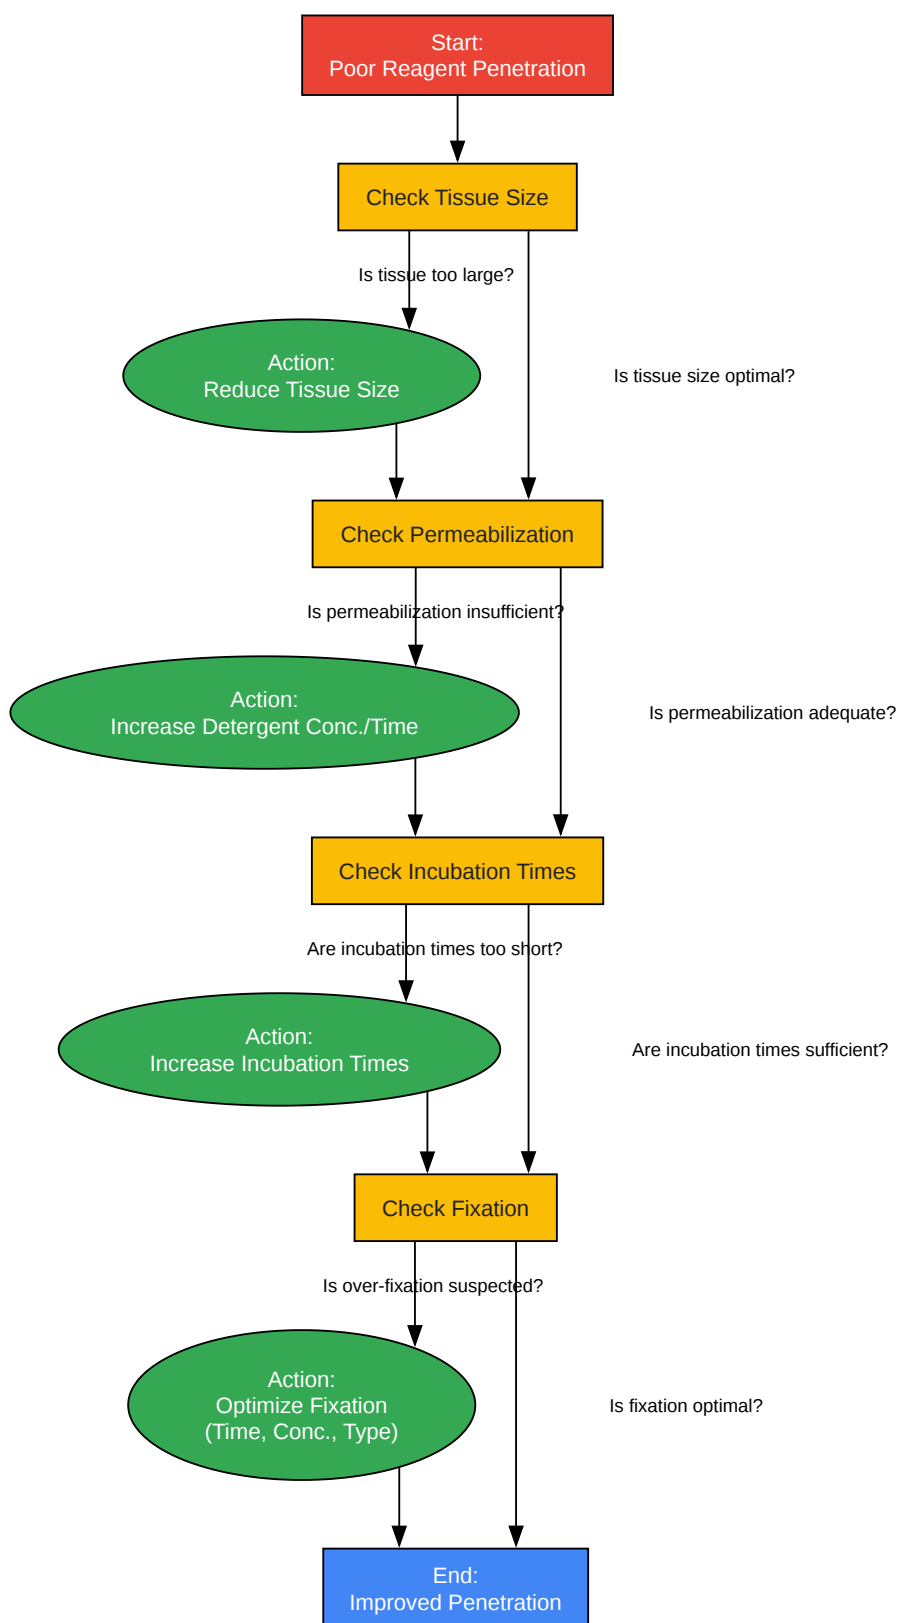 Start:
Poor Reagent Penetration
Check Tissue Size
Is tissue too large?
Action:
Reduce Tissue Size
Is tissue size optimal?
Check Permeabilization
Is permeabilization insufficient?
Action:
Increase Detergent Conc./Time
Is permeabilization adequate?
Check Incubation Times
Are incubation times too short?
Action:
Increase Incubation Times
Are incubation times sufficient?
Check Fixation
Is over-fixation suspected?
Action:
Optimize Fixation
(Time, Conc., Type)
Is fixation optimal?
End:
Improved Penetration